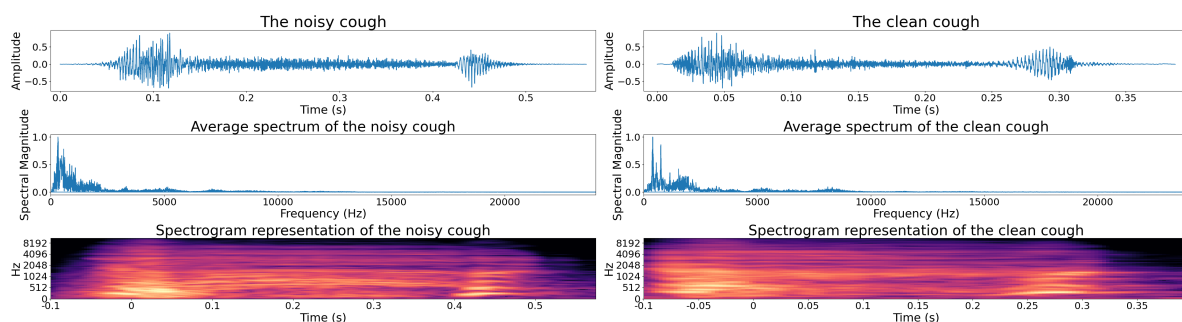 The noisy cough
Amplitude
0.5
0.0
−0.5
0.0 0.1 0.2 0.3 0.4 0.5
Time (s)
Average spectrum of the noisy cough
Spectral Magnitude
1.0
0.5
0.0
0 5000 10000 15000 20000
Frequency (Hz)
Spectrogram representation of the noisy cough
Hz
8192
4096
2048
1024
512
0
-0.1 0 0.1 0.2 0.3 0.4 0.5
Time (s)
The clean cough
Amplitude
0.5
0.0
−0.5
0.00 0.05 0.10 0.15 0.20 0.25 0.30 0.35
Time (s)
Average spectrum of the clean cough
Spectral Magnitude
1.0
0.5
0.0
0 5000 10000 15000 20000
Frequency (Hz)
Spectrogram representation of the clean cough
Hz
8192
4096
2048
1024
512
0
-0.1 -0.05 0 0.1 0.15 0.2 0.25 0.3 0.35
Time (s)